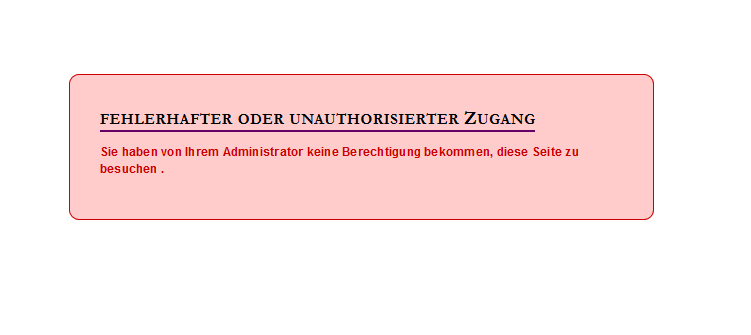 fehlerhafter oder unauthorisierter Zugang
Sie haben von Ihrem Administrator keine Berechtigung bekommen, diese Seite zu
besuchen .